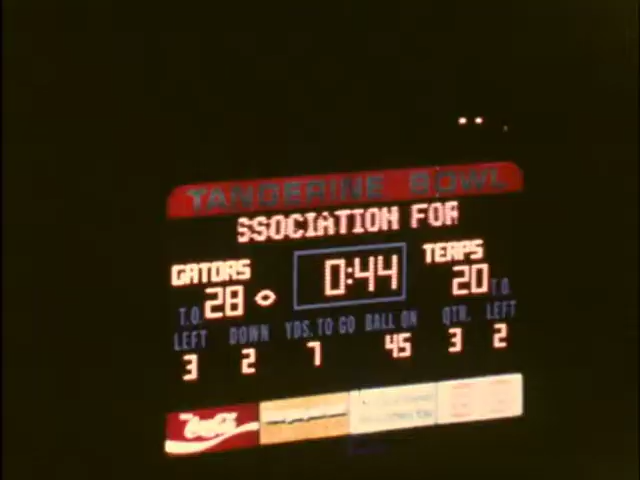 TANGERINE BOWL
SSOCIATION FOR
GATORS 0:44 TERPS
28 20
T.O. LEFT DOWN YDS. TO GO BALL ON QTR. T.O. LEFT
3 2 7 45 3 2
Coca-Cola